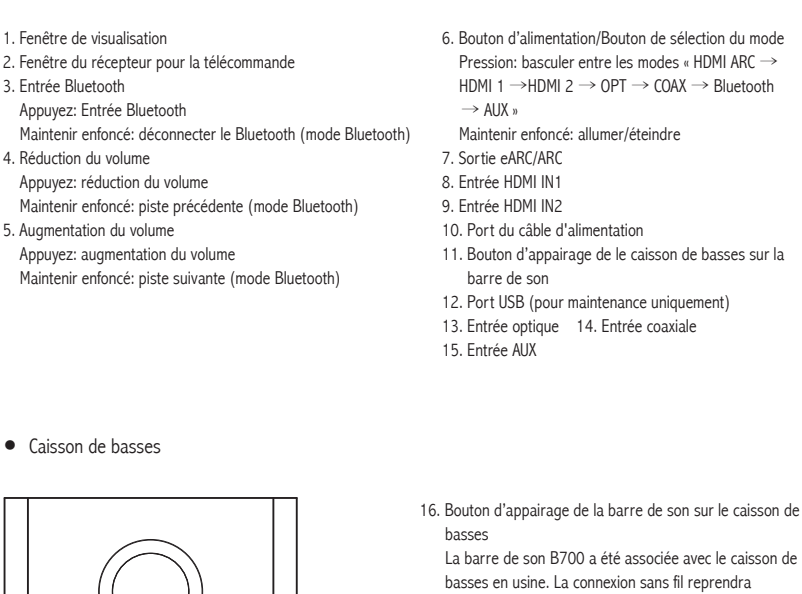 1. Fenêtre de visualisation
2. Fenêtre du récepteur pour la télécommande
3. Entrée Bluetooth
Appuyez: Entrée Bluetooth
Maintenir enfoncé: déconnecter le Bluetooth (mode Bluetooth)
4. Réduction du volume
Appuyez: réduction du volume
Maintenir enfoncé: piste précédente (mode Bluetooth)
5. Augmentation du volume
Appuyez: augmentation du volume
Maintenir enfoncé: piste suivante (mode Bluetooth)
6. Bouton d’alimentation/Bouton de sélection du mode
Pression: basculer entre les modes « HDMI ARC →
HDMI 1 →HDMI 2 → OPT → COAX → Bluetooth
→ AUX »
Maintenir enfoncé: allumer/éteindre
7. Sortie eARC/ARC
8. Entrée HDMI IN1
9. Entrée HDMI IN2
10. Port du câble d'alimentation
11. Bouton d’appairage de le caisson de basses sur la
barre de son
12. Port USB (pour maintenance uniquement)
13. Entrée optique 14. Entrée coaxiale
15. Entrée AUX
● Caisson de basses
16. Bouton d’appairage de la barre de son sur le caisson de
basses
La barre de son B700 a été associée avec le caisson de
basses en usine. La connexion sans fil reprendra